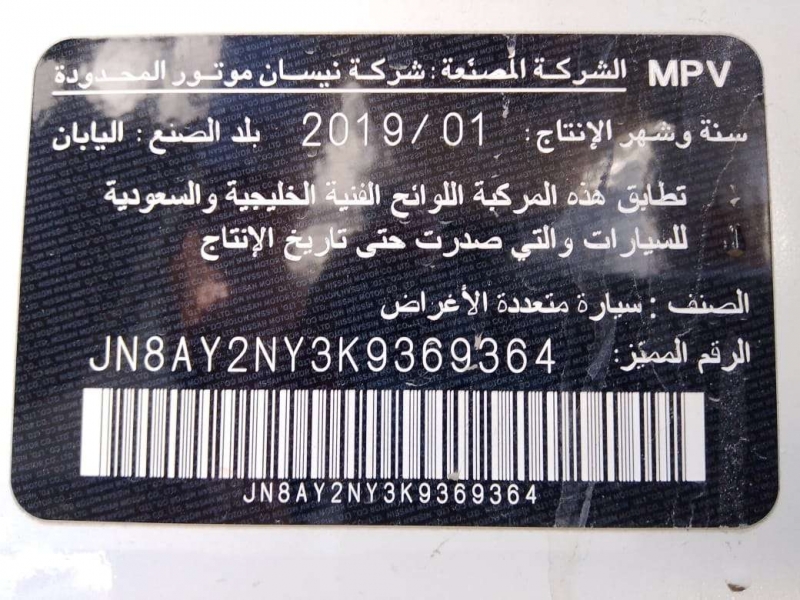 MPV الشركة المصنعة: شركة نيسان موتور المحدودة
سنة وشهر الإنتاج: 2019/01 بلد الصنع: اليابان
تطابق هذه المركبة اللوائح الفنية الخليجية والسعودية
للسيارات والتي صدرت حتى تاريخ الإنتاج
الصنف: سيارة متعددة الأغراض
الرقم المميّز: JN8AY2NY3K9369364
JN8AY2NY3K9369364